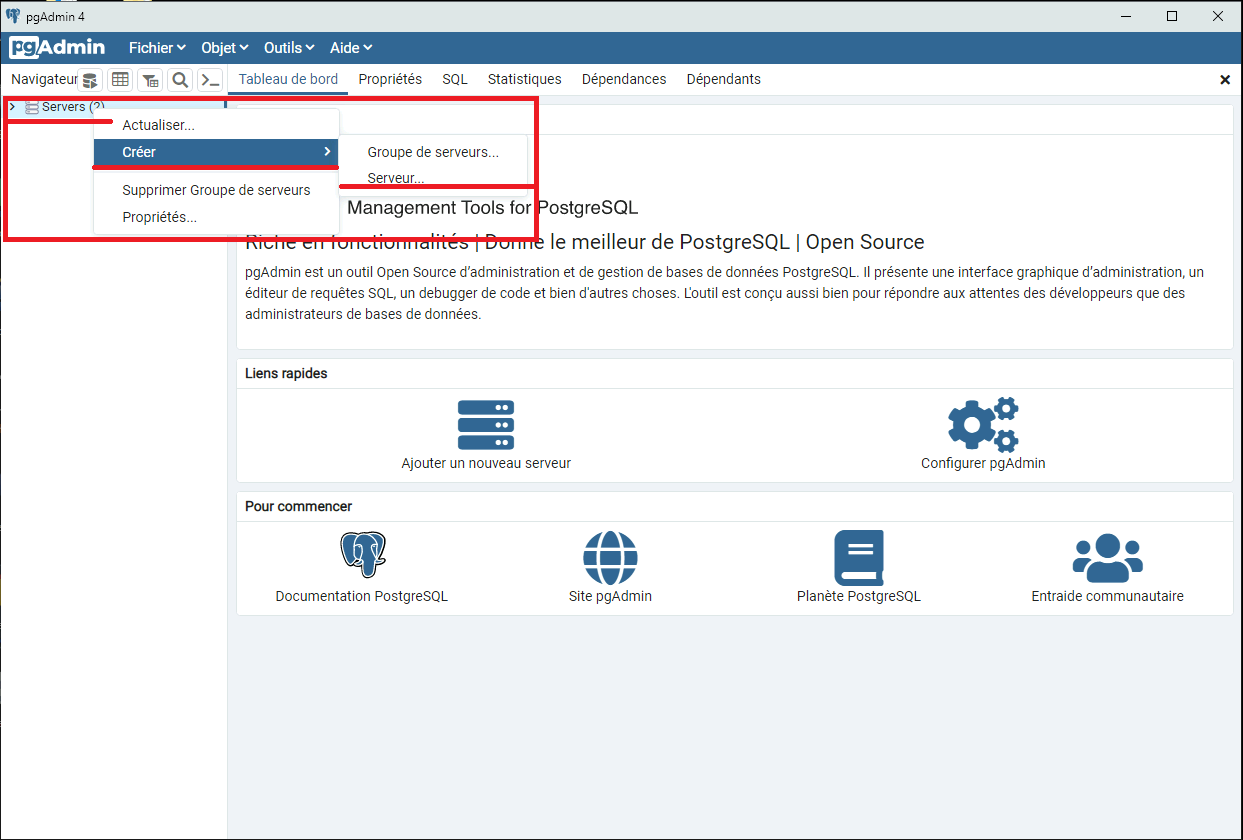 pgAdmin 4
pgAdmin Fichier Objet Outils Aide
Navigateur Tableau de bord Propriétés SQL Statistiques Dépendances Dépendants
Servers (2)
Actualiser...
Créer
Supprimer Groupe de serveurs
Propriétés...
Groupe de serveurs...
Serveur...
Management Tools for PostgreSQL
Riche en fonctionnalités | Donne le meilleur de PostgreSQL | Open Source
pgAdmin est un outil Open Source d'administration et de gestion de bases de données PostgreSQL. Il présente une interface graphique d'administration, un
éditeur de requêtes SQL, un debugger de code et bien d'autres choses. L'outil est conçu aussi bien pour répondre aux attentes des développeurs que des
administrateurs de bases de données.
Liens rapides
Ajouter un nouveau serveur
Configurer pgAdmin
Pour commencer
Documentation PostgreSQL
Site pgAdmin
Planète PostgreSQL
Entraide communautaire